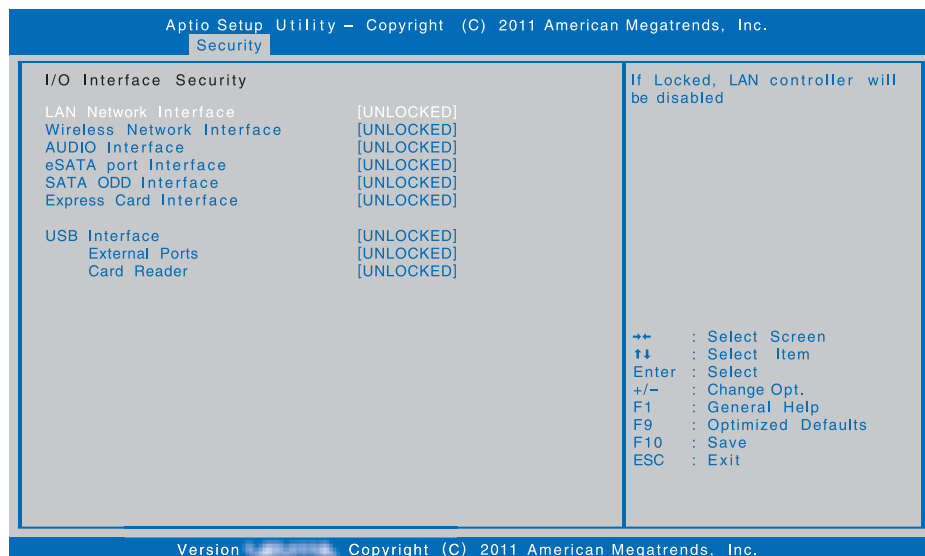 Aptio Setup Utility – Copyright (C) 2011 American Megatrends, Inc.
Security
I/O Interface Security
LAN Network Interface [UNLOCKED]
Wireless Network Interface [UNLOCKED]
AUDIO Interface [UNLOCKED]
eSATA port Interface [UNLOCKED]
SATA ODD Interface [UNLOCKED]
Express Card Interface [UNLOCKED]
USB Interface [UNLOCKED]
External Ports [UNLOCKED]
Card Reader [UNLOCKED]
If Locked, LAN controller will
be disabled
→← : Select Screen
↑↓ : Select Item
Enter : Select
+/– : Change Opt.
F1 : General Help
F9 : Optimized Defaults
F10 : Save
ESC : Exit
Version Copyright (C) 2011 American Megatrends, Inc.